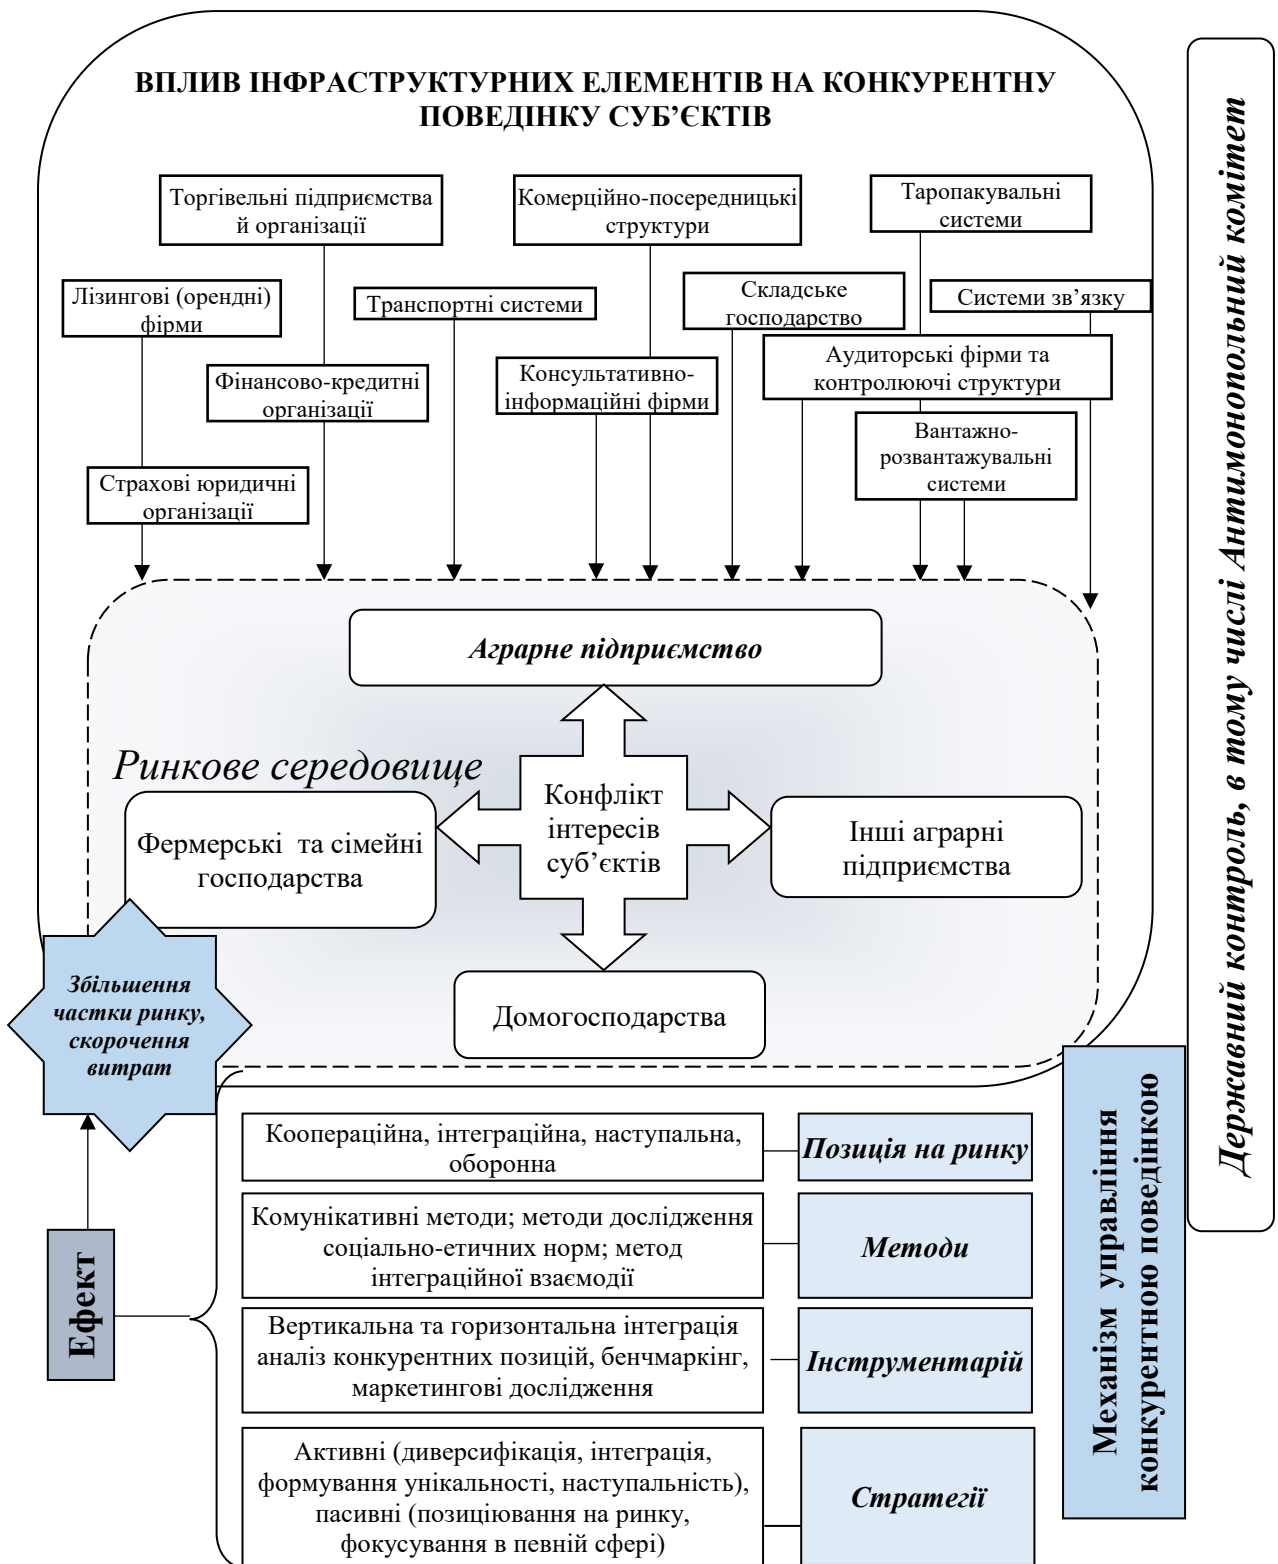 ВПЛИВ ІНФРАСТРУКТУРНИХ ЕЛЕМЕНТІВ НА КОНКУРЕНТНУ
ПОВЕДІНКУ СУБ’ЄКТІВ
Торгівельні підприємства
й організації
Комерційно-посередницькі
структури
Таропакувальні
системи
Лізингові (орендні)
фірми
Транспортні системи
Складське
господарство
Системи зв’язку
Фінансово-кредитні
організації
Консультативно-
інформаційні фірми
Аудиторські фірми та
контролюючі структури
Вантажно-
розвантажувальні
системи
Страхові юридичні
організації
Аграрне підприємство
Ринкове середовище
Конфлікт
інтересів
суб’єктів
Фермерські та сімейні
господарства
Інші аграрні
підприємства
Домогосподарства
Збільшення
частки ринку,
скорочення
витрат
Ефект
Коопераційна, інтеграційна, наступальна,
оборонна
Позиція на ринку
Комунікативні методи; методи дослідження
соціально-етичних норм; метод
інтеграційної взаємодії
Методи
Вертикальна та горизонтальна інтеграція
аналіз конкурентних позицій, бенчмаркінг,
маркетингові дослідження
Інструментарій
Активні (диверсифікація, інтеграція,
формування унікальності, наступальність),
пасивні (позиціювання на ринку,
фокусування в певній сфері)
Стратегії
Механізм управління
конкурентною поведінкою
Державний контроль, в тому числі Антимонопольний комітет